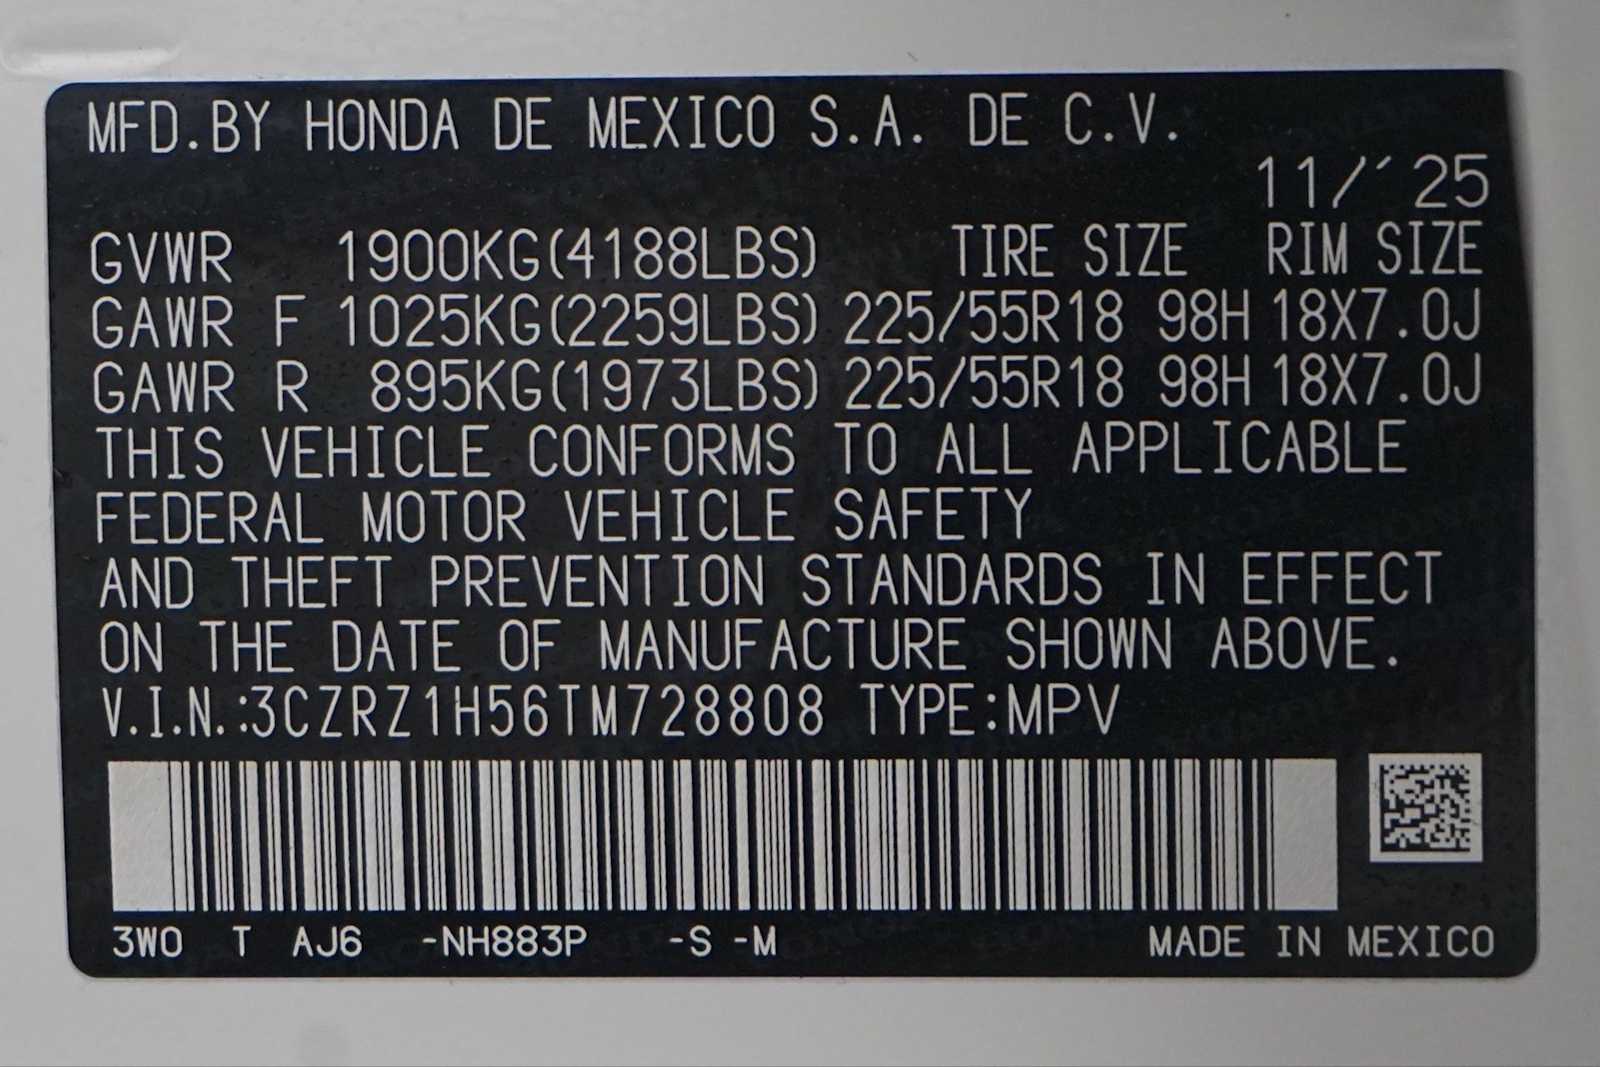 MFD.BY HONDA DE MEXICO S.A. DE C.V.
11/'25
GVWR 1900KG(4188LBS) TIRE SIZE RIM SIZE
GAWR F 1025KG(2259LBS) 225/55R18 98H 18X7.0J
GAWR R 895KG(1973LBS) 225/55R18 98H 18X7.0J
THIS VEHICLE CONFORMS TO ALL APPLICABLE
FEDERAL MOTOR VEHICLE SAFETY
AND THEFT PREVENTION STANDARDS IN EFFECT
ON THE DATE OF MANUFACTURE SHOWN ABOVE.
V.I.N.:3CZRZ1H56TM728808 TYPE:MPV
3W0 T AJ6 -NH883P -S -M MADE IN MEXICO